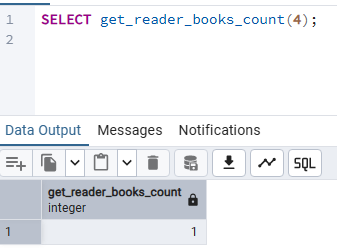 1 SELECT get_reader_books_count(4);
2
Data Output Messages Notifications
SQL
get_reader_books_count
integer
1 1